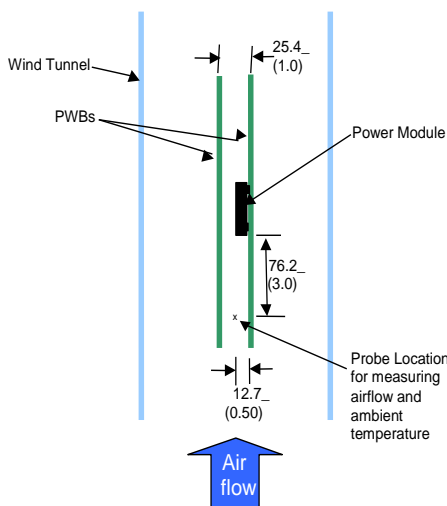 25.4_
(1.0)
Wind Tunnel
PWBs
Power Module
76.2_
(3.0)
x
Probe Location
for measuring
airflow and
ambient
temperature
12.7_
(0.50)
Air
flow